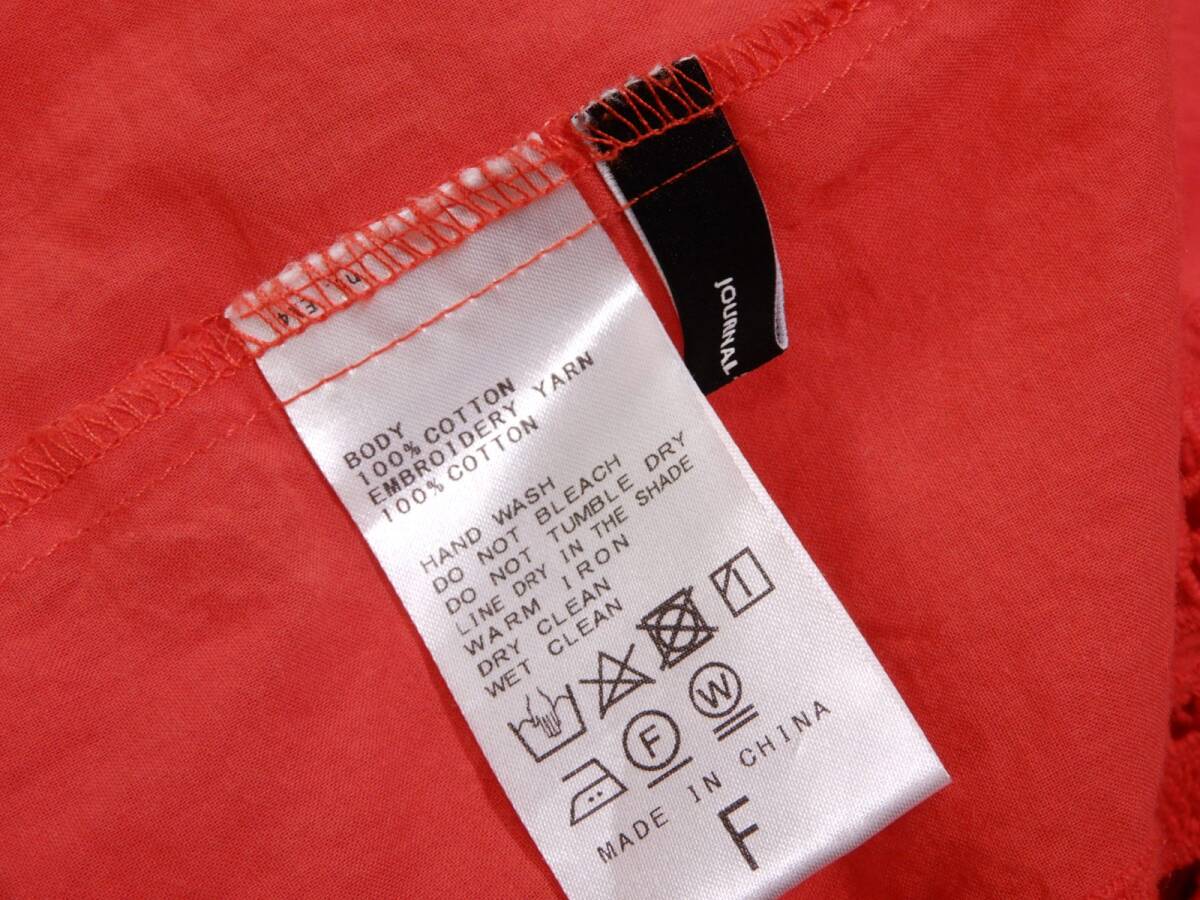 BODY
100% COTTON
EMBROIDERY YARN
100% COTTON
HAND WASH
DO NOT BLEACH
DO NOT TUMBLE DRY
LINE DRY IN THE SHADE
WARM IRON
DRY CLEAN
WET CLEAN
F
W
MADE IN CHINA
F
JOURNAL